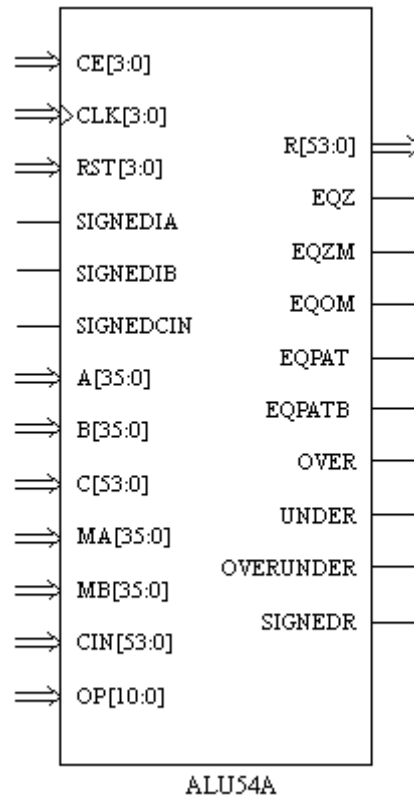 CE[3:0]
CLK[3:0]
RST[3:0]
SIGNEDIA
SIGNEDIB
SIGNEDCIN
A[35:0]
B[35:0]
C[53:0]
MA[35:0]
MB[35:0]
CIN[53:0]
OP[10:0]
R[53:0]
EQZ
EQZM
EQOM
EQPAT
EQPATB
OVER
UNDER
OVERUNDER
SIGNEDR
ALU54A